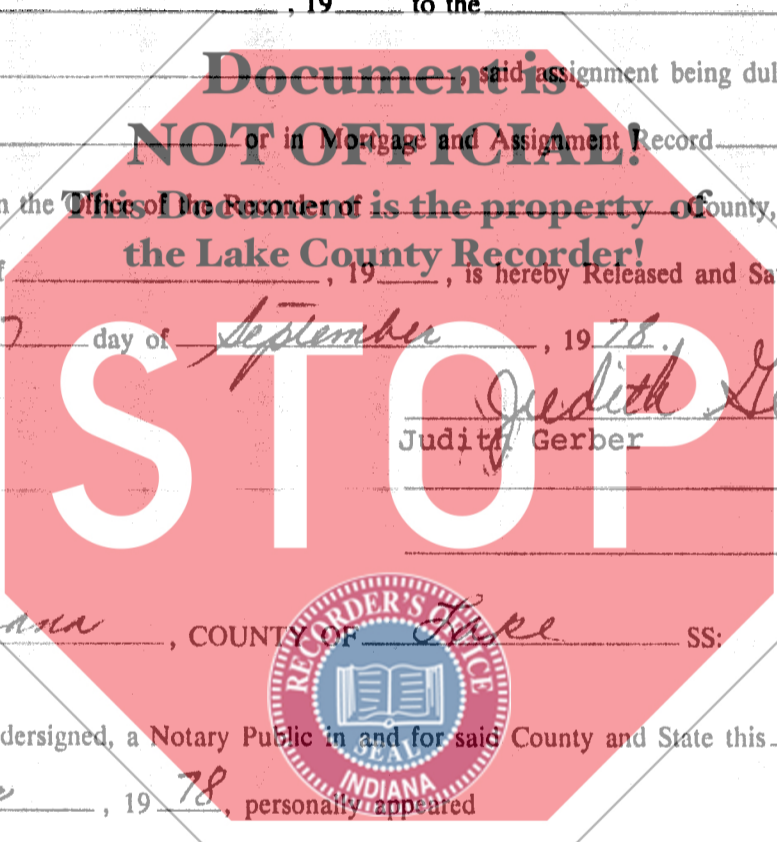 , 19 to the
Document is
, said assignment being dul
NOT OFFICIAL!
or in Mortgage and Assignment Record
This Document is the property of
n the Office of the Recorder of County,
the Lake County Recorder!
, 19 , is hereby Released and Sa
day of September , 19 78.
STOP
Judith Ge
Judith Gerber
ana , COUNTY OF Lake SS:
RECORDER'S OFFICE
dersigned, a Notary Public in and for said County and State this
SEAL
INDIANA
, 19 78, personally appeared